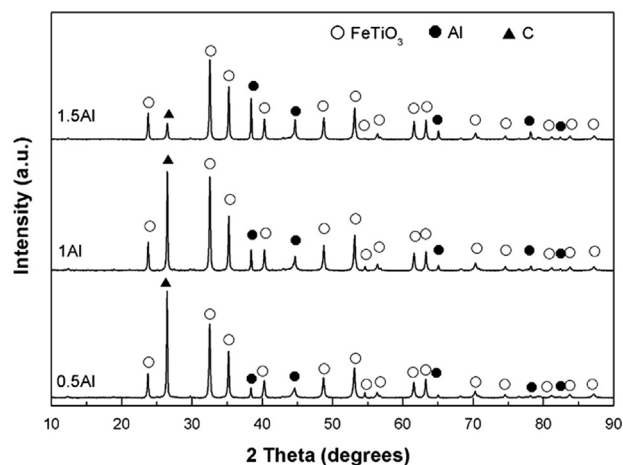 ○ FeTiO₃ ● Al ▲ C
1.5Al
1Al
0.5Al
Intensity (a.u.)
10 20 30 40 50 60 70 80 90
2 Theta (degrees)